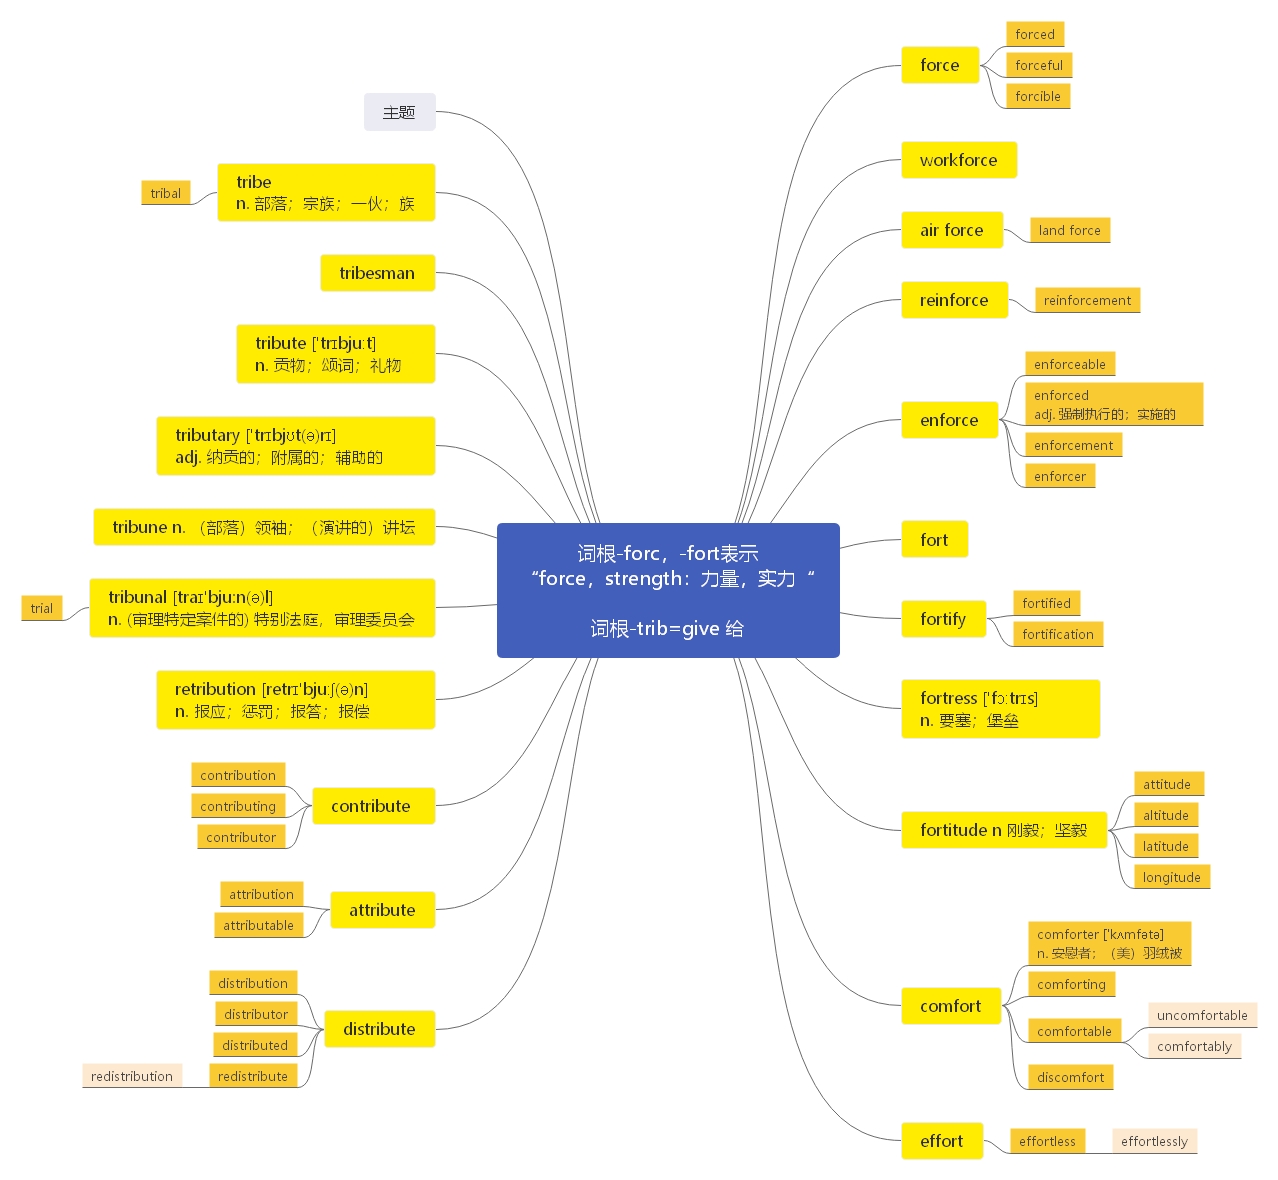 词根-forc，-fort表示
“force，strength：力量，实力“
词根-trib=give 给
force
forced
forceful
forcible
workforce
air force
land force
reinforce
reinforcement
enforce
enforceable
enforced
adj. 强制执行的；实施的
enforcement
enforcer
fort
fortify
fortified
fortification
fortress [ˈfɔːtrɪs]
n. 要塞；堡垒
fortitude n 刚毅；坚毅
attitude
altitude
latitude
longitude
comfort
comforter ['kʌmfətə]
n. 安慰者；（美）羽绒被
comforting
comfortable
uncomfortable
comfortably
discomfort
effort
effortless
effortlessly
主题
tribe
n. 部落；宗族；一伙；族
tribal
tribesman
tribute [ˈtrɪbjuːt]
n. 贡物；颂词；礼物
tributary [ˈtrɪbjʊt(ə)rɪ]
adj. 纳贡的；附属的；辅助的
tribune n. （部落）领袖；（演讲的）讲坛
tribunal [traɪˈbjuːn(ə)l]
n. (审理特定案件的) 特别法庭，审理委员会
trial
retribution [retrɪˈbjuːʃ(ə)n]
n. 报应；惩罚；报答；报偿
contribute
contribution
contributing
contributor
attribute
attribution
attributable
distribute
distribution
distributor
distributed
redistribute
redistribution